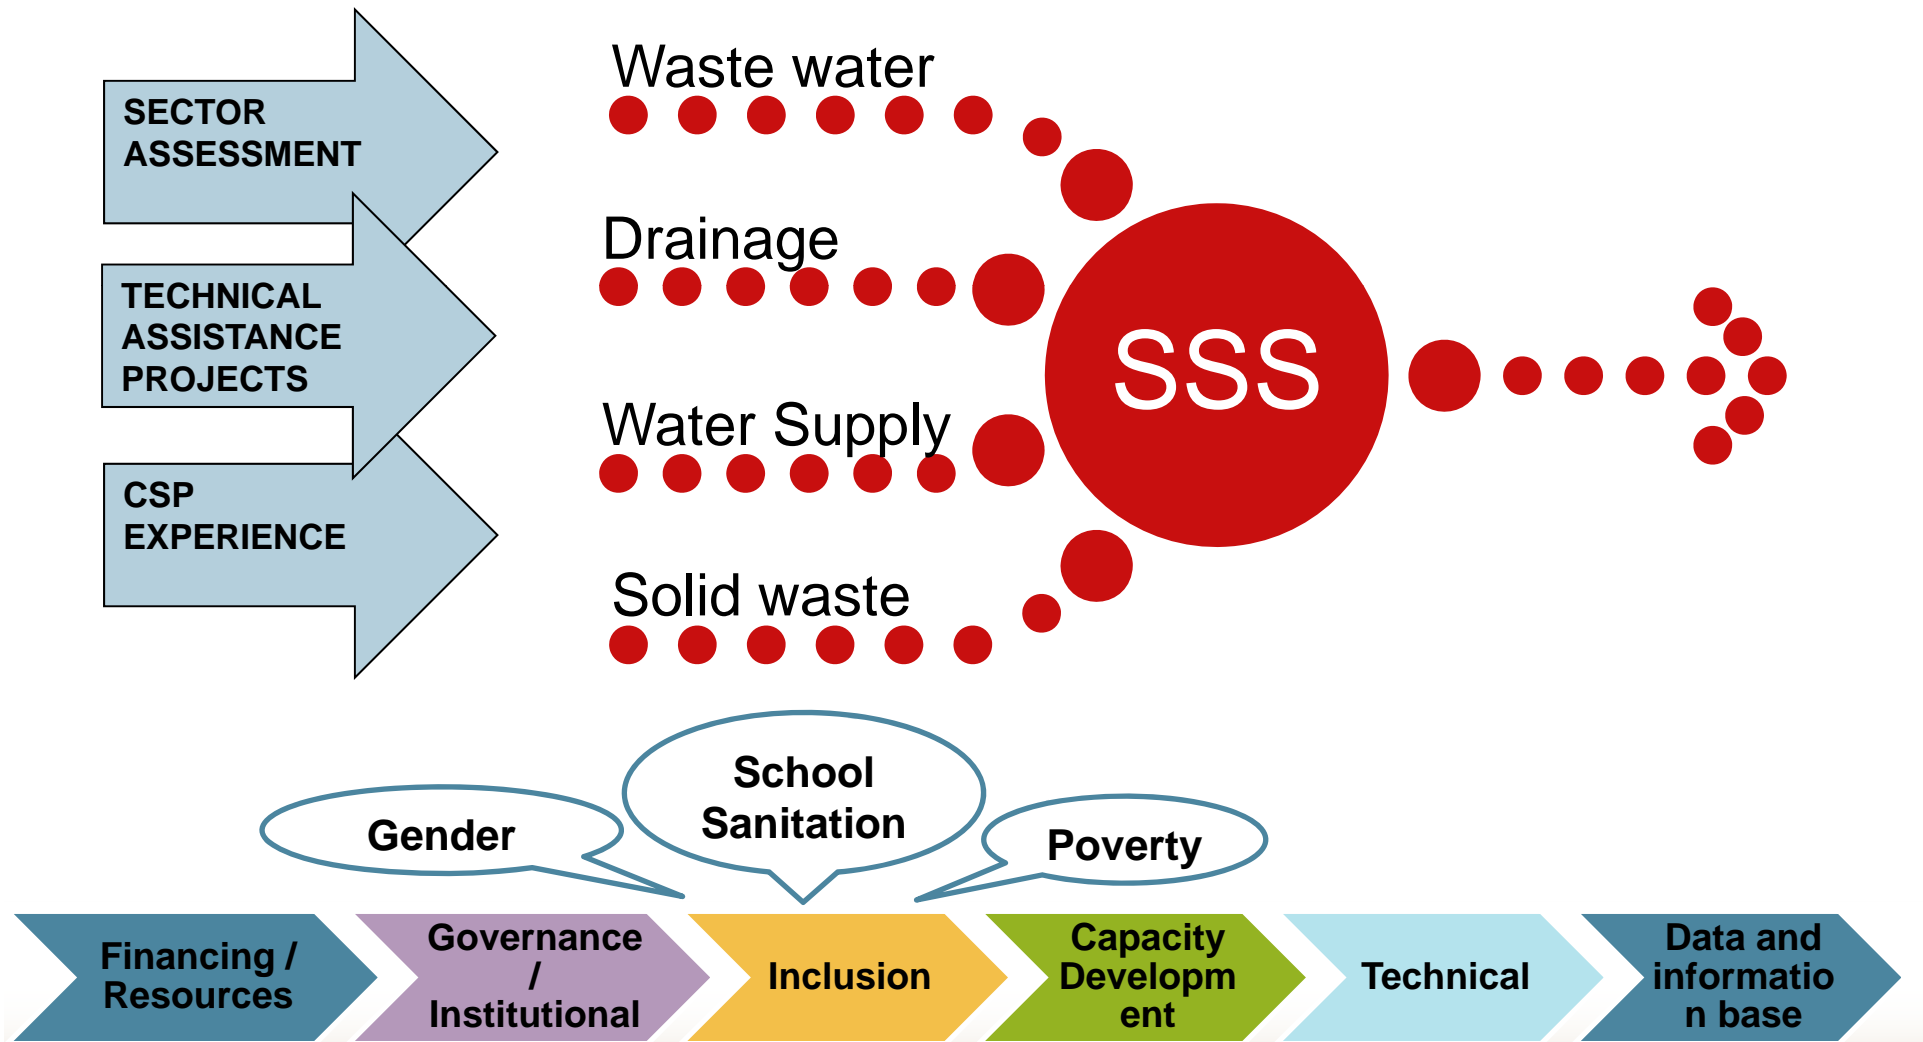 SECTOR
ASSESSMENT
TECHNICAL
ASSISTANCE
PROJECTS
CSP
EXPERIENCE
Waste water
Drainage
Water Supply
Solid waste
SSS
Gender
School
Sanitation
Poverty
Financing /
Resources
Governance
/
Institutional
Inclusion
Capacity
Developm
ent
Technical
Data and
informatio
n base